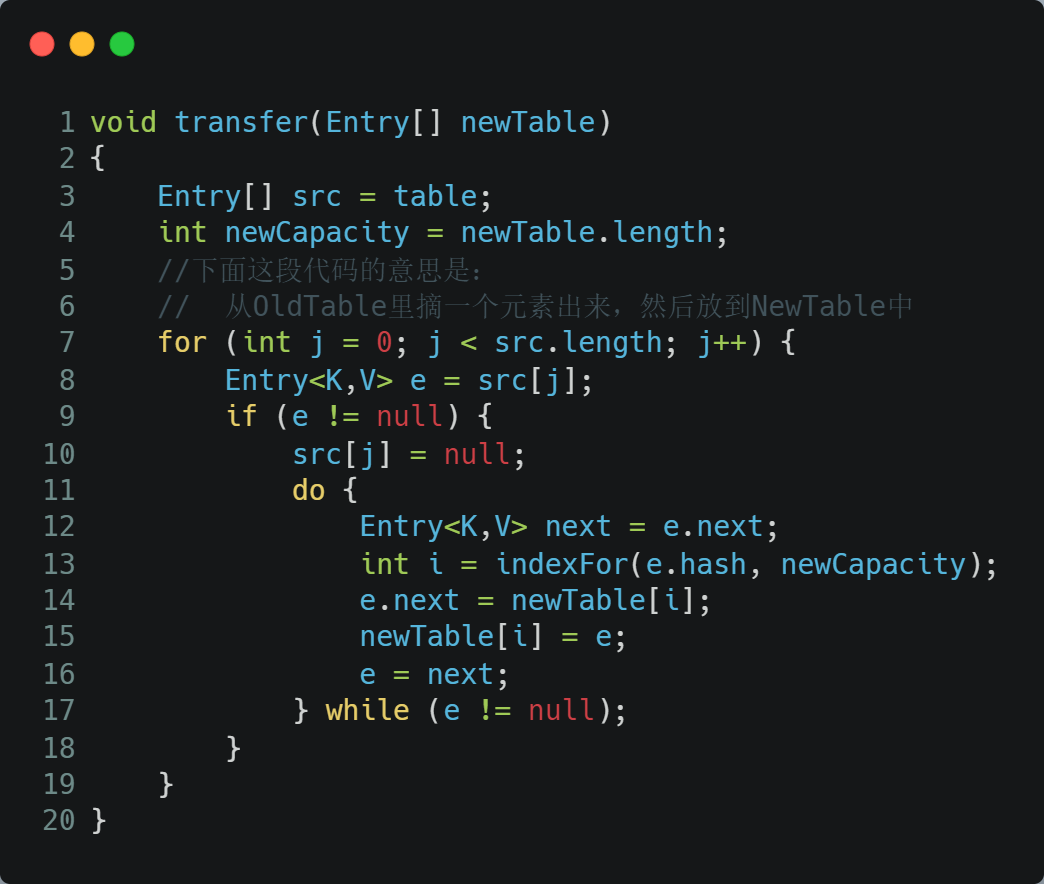 1 void transfer(Entry[] newTable)
2 {
3     Entry[] src = table;
4     int newCapacity = newTable.length;
5     //下面这段代码的意思是:
6     //  从OldTable里摘一个元素出来，然后放到NewTable中
7     for (int j = 0; j < src.length; j++) {
8         Entry<K,V> e = src[j];
9         if (e != null) {
10             src[j] = null;
11             do {
12                 Entry<K,V> next = e.next;
13                 int i = indexFor(e.hash, newCapacity);
14                 e.next = newTable[i];
15                 newTable[i] = e;
16                 e = next;
17             } while (e != null);
18         }
19     }
20 }